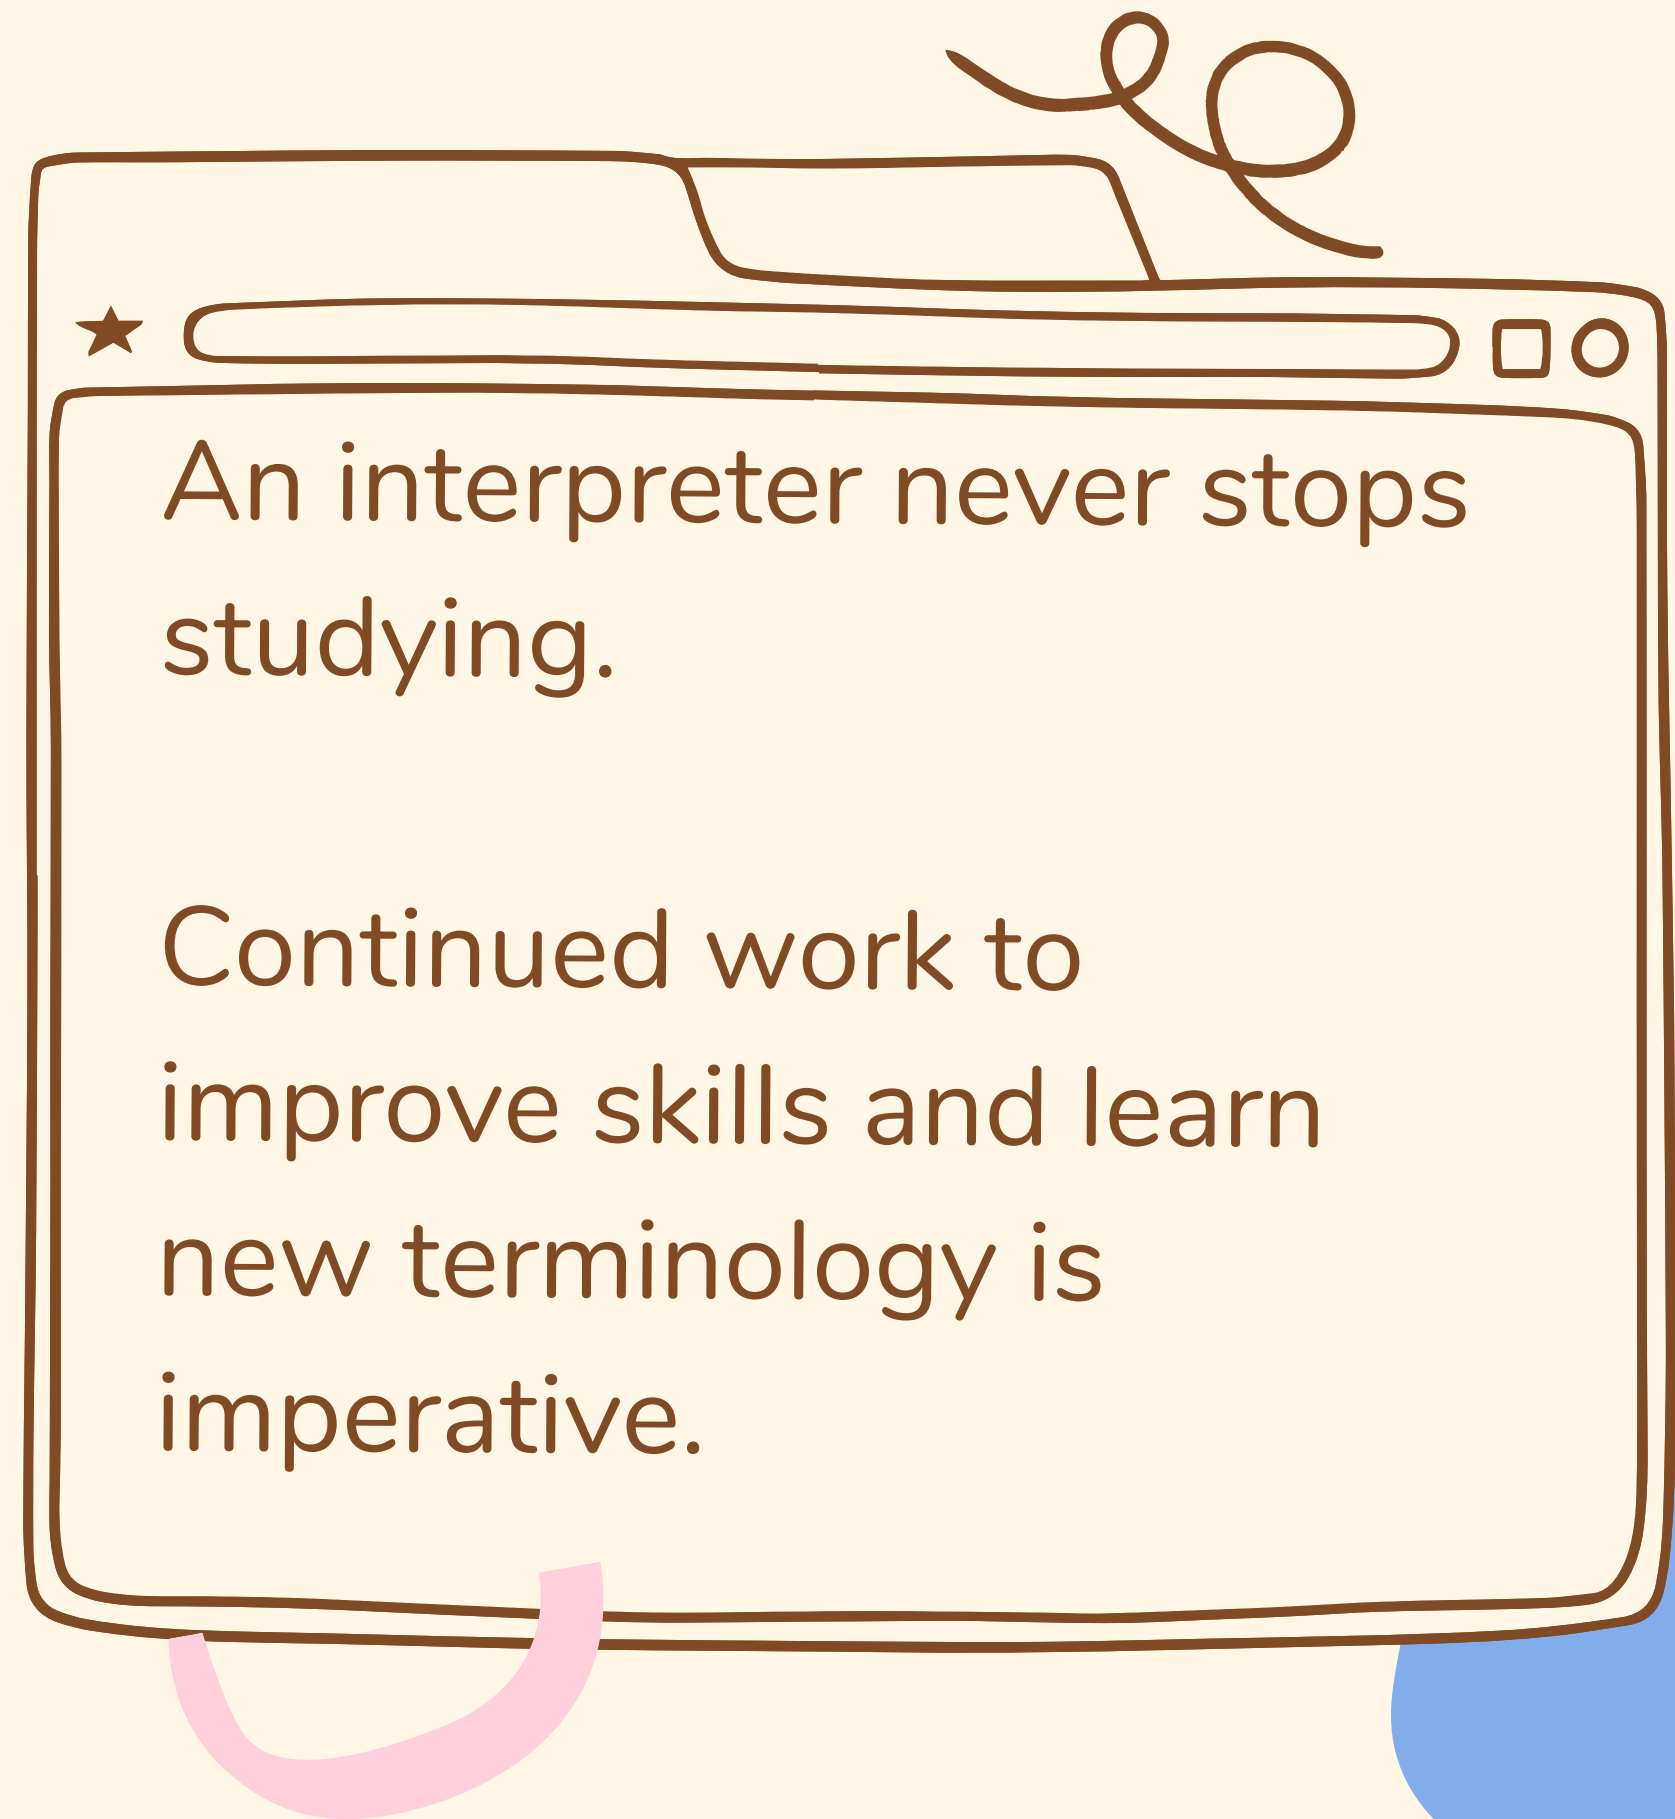 An interpreter never stops
studying.
Continued work to
improve skills and learn
new terminology is
imperative.